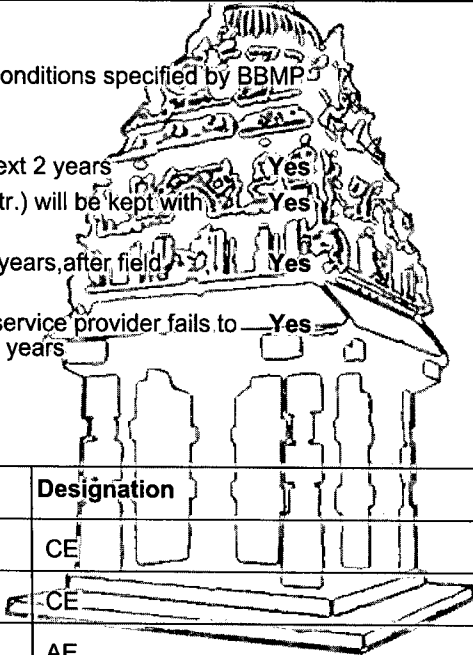 onditions specified by BBMP
ext 2 years Yes
tr.) will be kept with Yes
years,after field Yes
service provider fails to Yes
years
Designation
CE
CE
AE